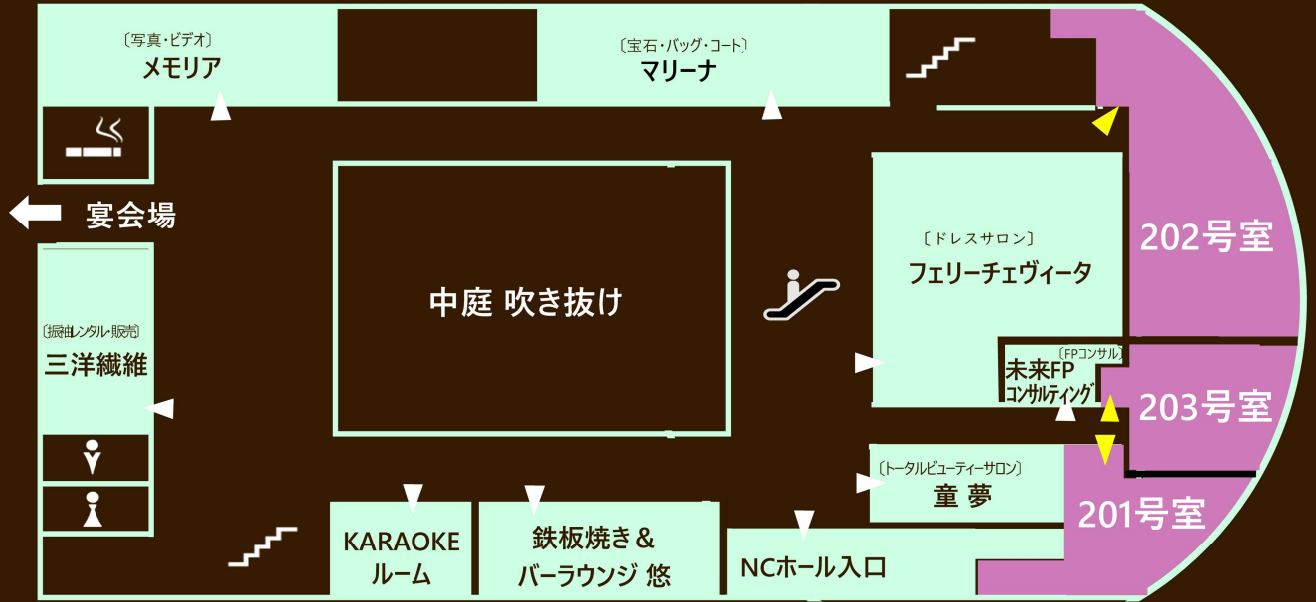 〔写真・ビデオ〕
メモリア
〔宝石・バッグ・コート〕
マリーナ
宴会場
202号室
〔ドレスサロン〕
フェリーチェヴィータ
中庭 吹き抜け
〔振袖レンタル・販売〕
三洋繊維
〔FPコンサル〕
未来FP
コンサルティング
203号室
〔トータルビューティーサロン〕
童 夢
201号室
KARAOKE
ルーム
鉄板焼き&
バーラウンジ 悠
NCホール入口